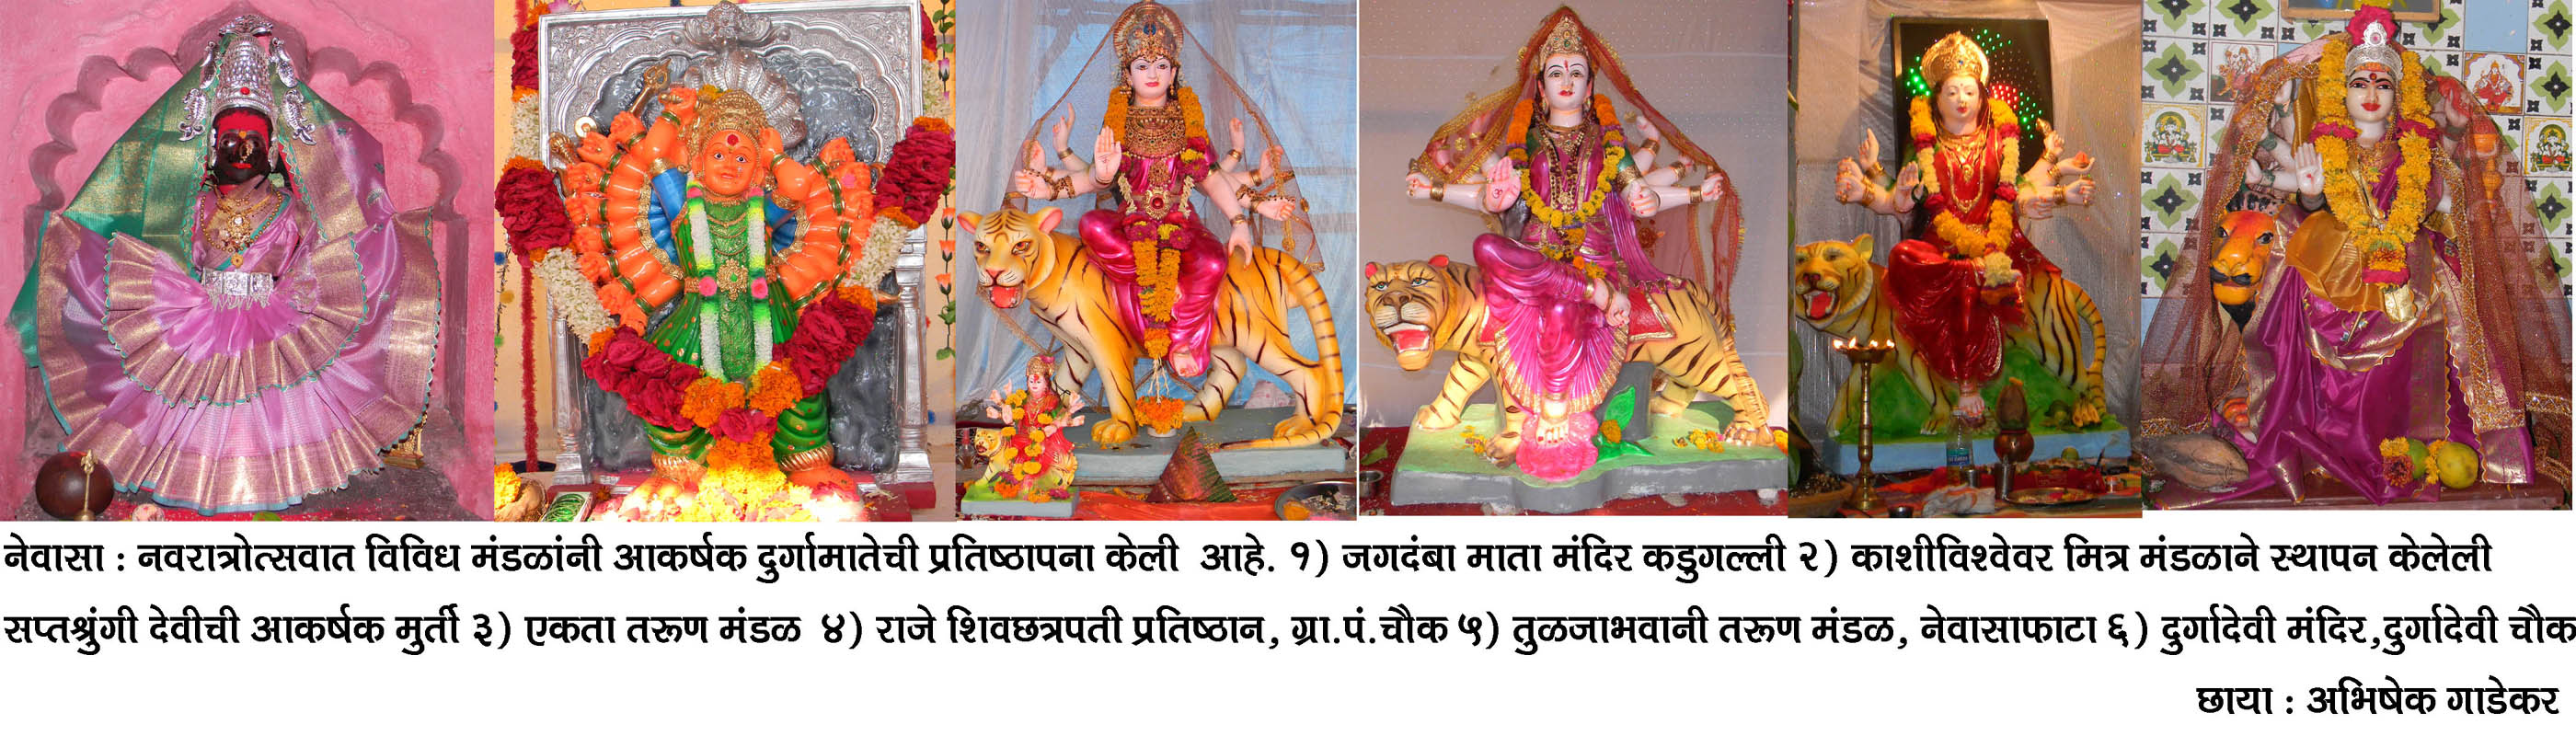 नेवासा : नवरात्रोत्सवात विविध मंडळांनी आकर्षक दुर्गामातेची प्रतिष्ठापना केली आहे. १) जगदंबा माता मंदिर कडुगल्ली २) काशीविश्वेवर मित्र मंडळाने स्थापन केलेली
सप्तश्रुंगी देवीची आकर्षक मुर्ती ३) एकता तरूण मंडळ ४) राजे शिवछत्रपती प्रतिष्ठान, ग्रा.पं.चौक ५) तुळजाभवानी तरूण मंडळ, नेवासाफाटा ६) दुर्गादेवी मंदिर,दुर्गादेवी चौक
छाया : अभिषेक गाडेकर